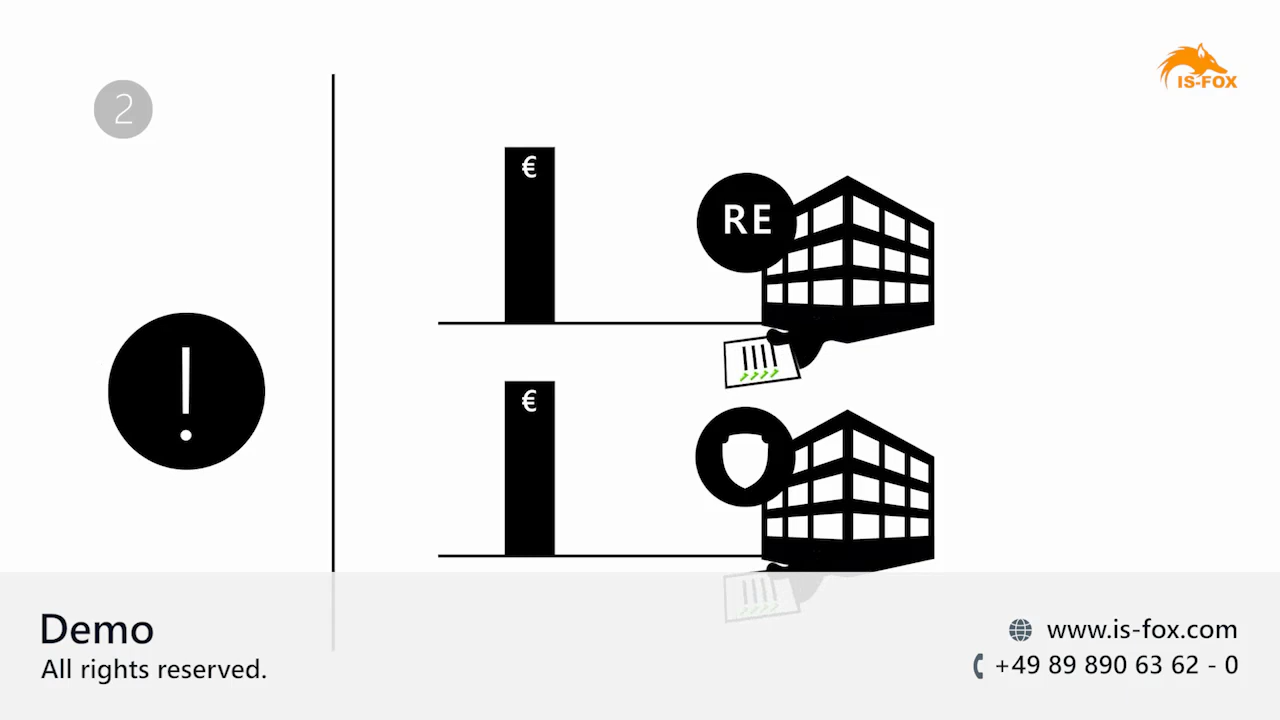 2
IS-FOX
€
RE
!
€
Demo
All rights reserved.
www.is-fox.com
+49 89 890 63 62 - 0